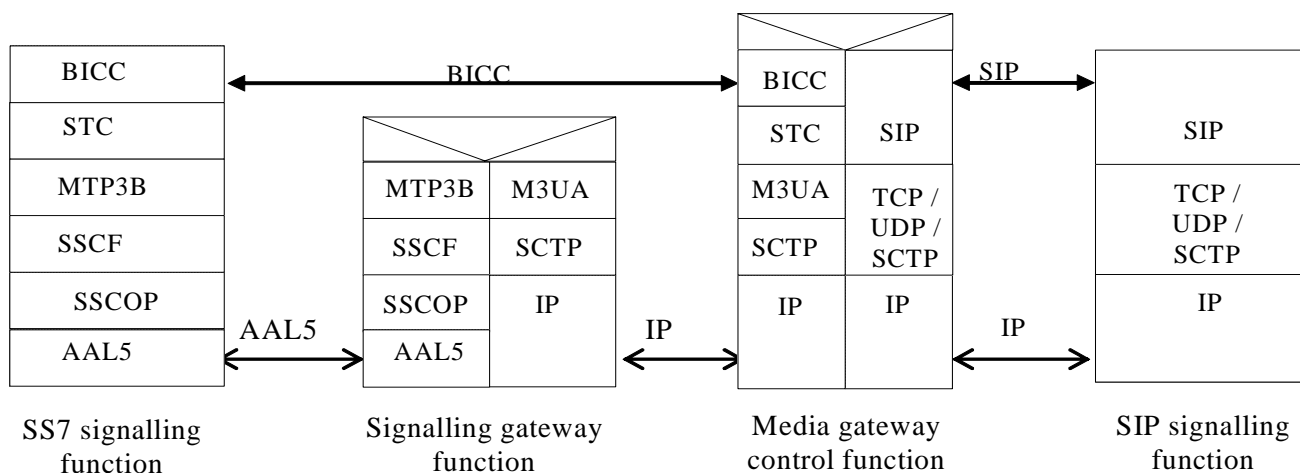 BICC
STC
MTP3B
SSCF
SSCOP
AAL5
SS7 signalling
function
BICC
AAL5
MTP3B
M3UA
SSCF
SCTP
SSCOP
IP
AAL5
Signalling gateway
function
IP
BICC
STC
SIP
M3UA
TCP /
UDP /
SCTP
SCTP
IP
IP
Media gateway
control function
SIP
IP
SIP
TCP /
UDP /
SCTP
IP
SIP signalling
function